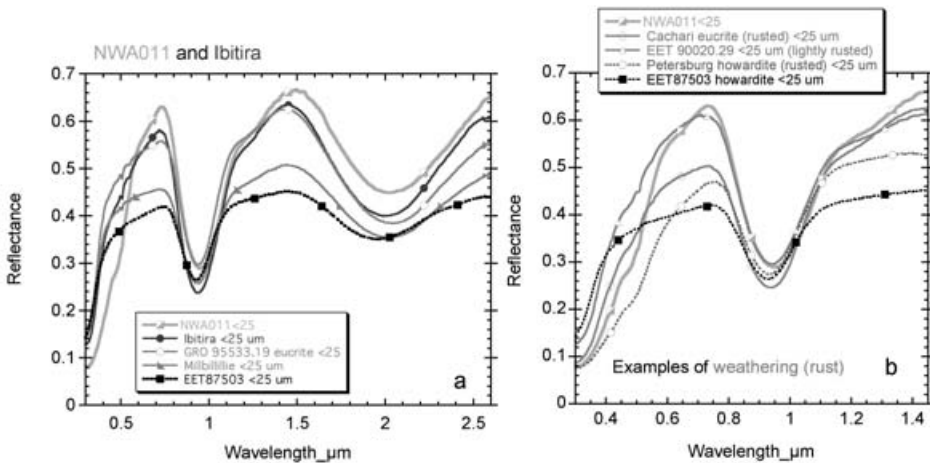 NWA011 and Ibitira
0.7
0.6
0.5
0.4
0.3
0.2
0.1
0
Reflectance
0.5
1
1.5
2
2.5
Wavelength_µm
NWA011<25
Ibitira <25 um
GRO 95533.19 eucrite <25
Millbillillie <25 um
EET87503 <25 um
a
NWA011<25
Cachari eucrite (rusted) <25 um
EET 90020.29 <25 um (lightly rusted)
Petersburg howardite (rusted) <25 um
EET87503 howardite <25 um
0.7
0.6
0.5
0.4
0.3
0.2
0.1
0
Reflectance
0.4
0.6
0.8
1
1.2
1.4
Wavelength_µm
Examples of weathering (rust)
b